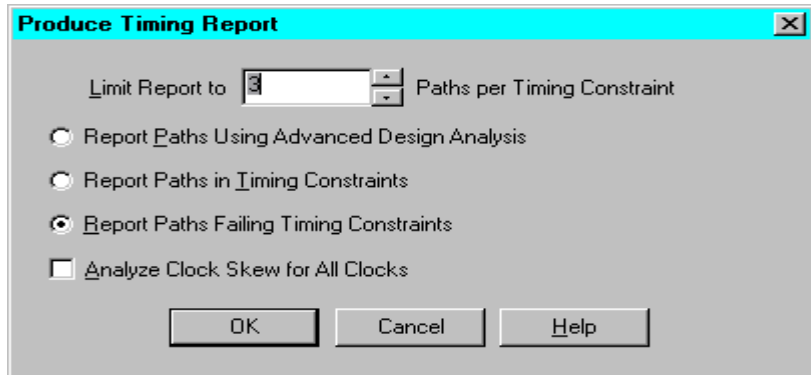 Produce Timing Report
Limit Report to 3 Paths per Timing Constraint
Report Paths Using Advanced Design Analysis
Report Paths in Timing Constraints
Report Paths Failing Timing Constraints
Analyze Clock Skew for All Clocks
OK Cancel Help